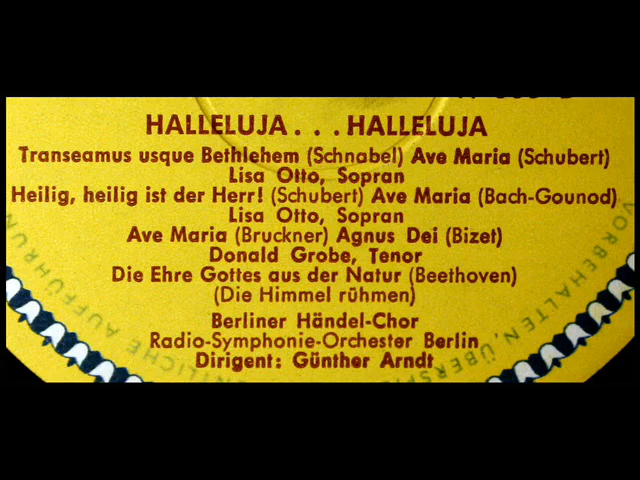 HALLELUJA . . . HALLELUJA
Transeamus usque Bethlehem (Schnabel) Ave Maria (Schubert)
Lisa Otto, Sopran
Heilig, heilig ist der Herr! (Schubert) Ave Maria (Bach-Gounod)
Lisa Otto, Sopran
Ave Maria (Bruckner) Agnus Dei (Bizet)
Donald Grobe, Tenor
Die Ehre Gottes aus der Natur (Beethoven)
(Die Himmel rühmen)
Berliner Händel-Chor
Radio-Symphonie-Orchester Berlin
Dirigent: Günther Arndt
VORBEHALTEN,